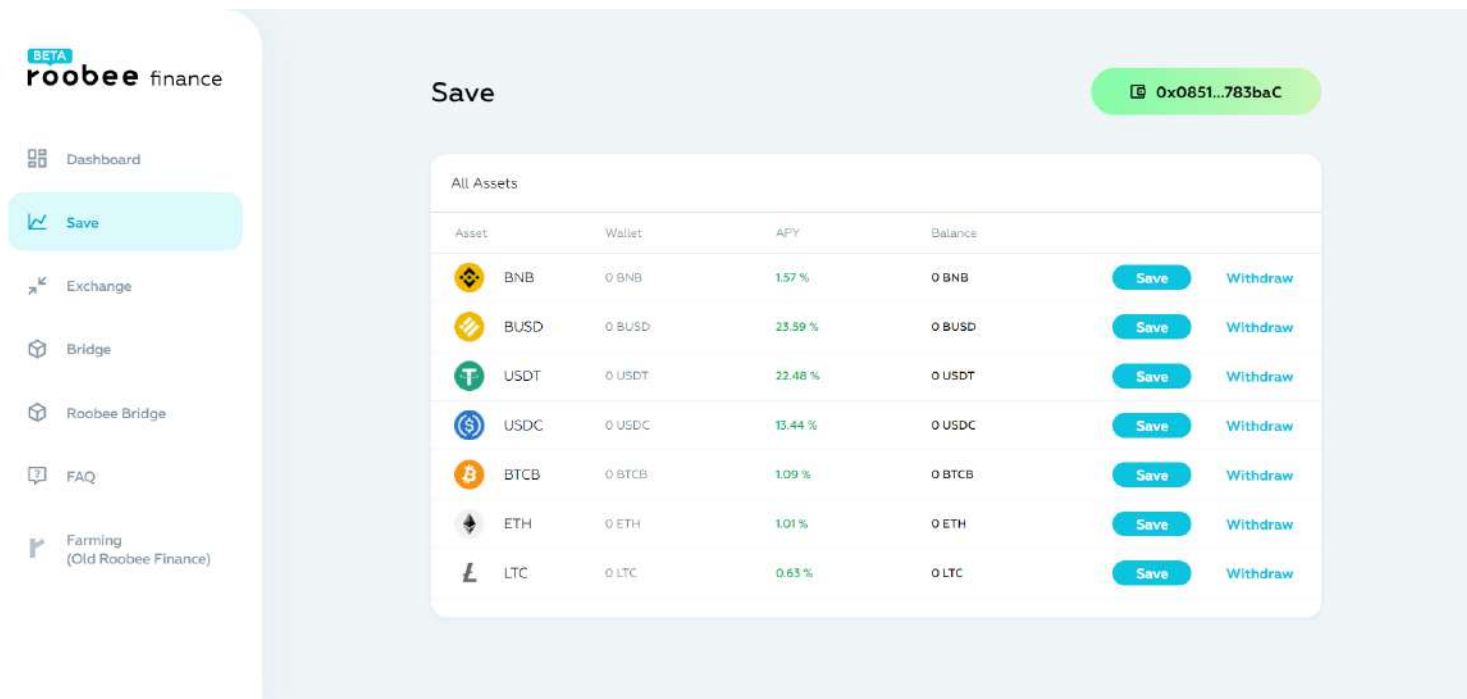 BETA
roobee finance
Dashboard
Save
Exchange
Bridge
Roobee Bridge
FAQ
Farming
(Old Roobee Finance)
Save
0x0851...783baC
All Assets
Asset Wallet APY Balance
BNB 0 BNB 1.57 % 0 BNB Save Withdraw
BUSD 0 BUSD 23.59 % 0 BUSD Save Withdraw
USDT 0 USDT 22.48 % 0 USDT Save Withdraw
USDC 0 USDC 13.44 % 0 USDC Save Withdraw
BTCB 0 BTCB 1.09 % 0 BTCB Save Withdraw
ETH 0 ETH 1.01 % 0 ETH Save Withdraw
LTC 0 LTC 0.63 % 0 LTC Save Withdraw